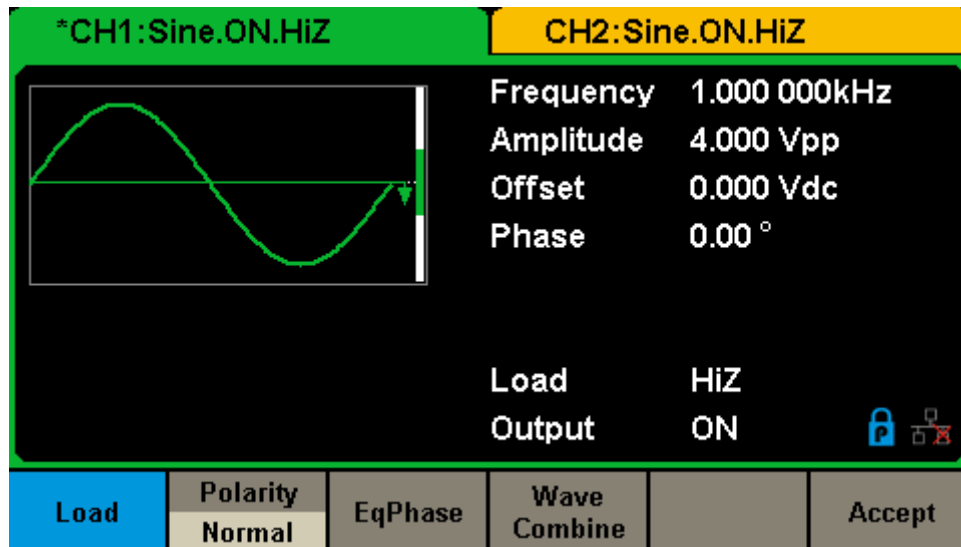 *CH1:Sine.ON.HiZ
CH2:Sine.ON.HiZ
Frequency 1.000 000kHz
Amplitude 4.000 Vpp
Offset 0.000 Vdc
Phase 0.00 °
Load HiZ
Output ON
P
Load
Polarity
Normal
EqPhase
Wave
Combine
Accept